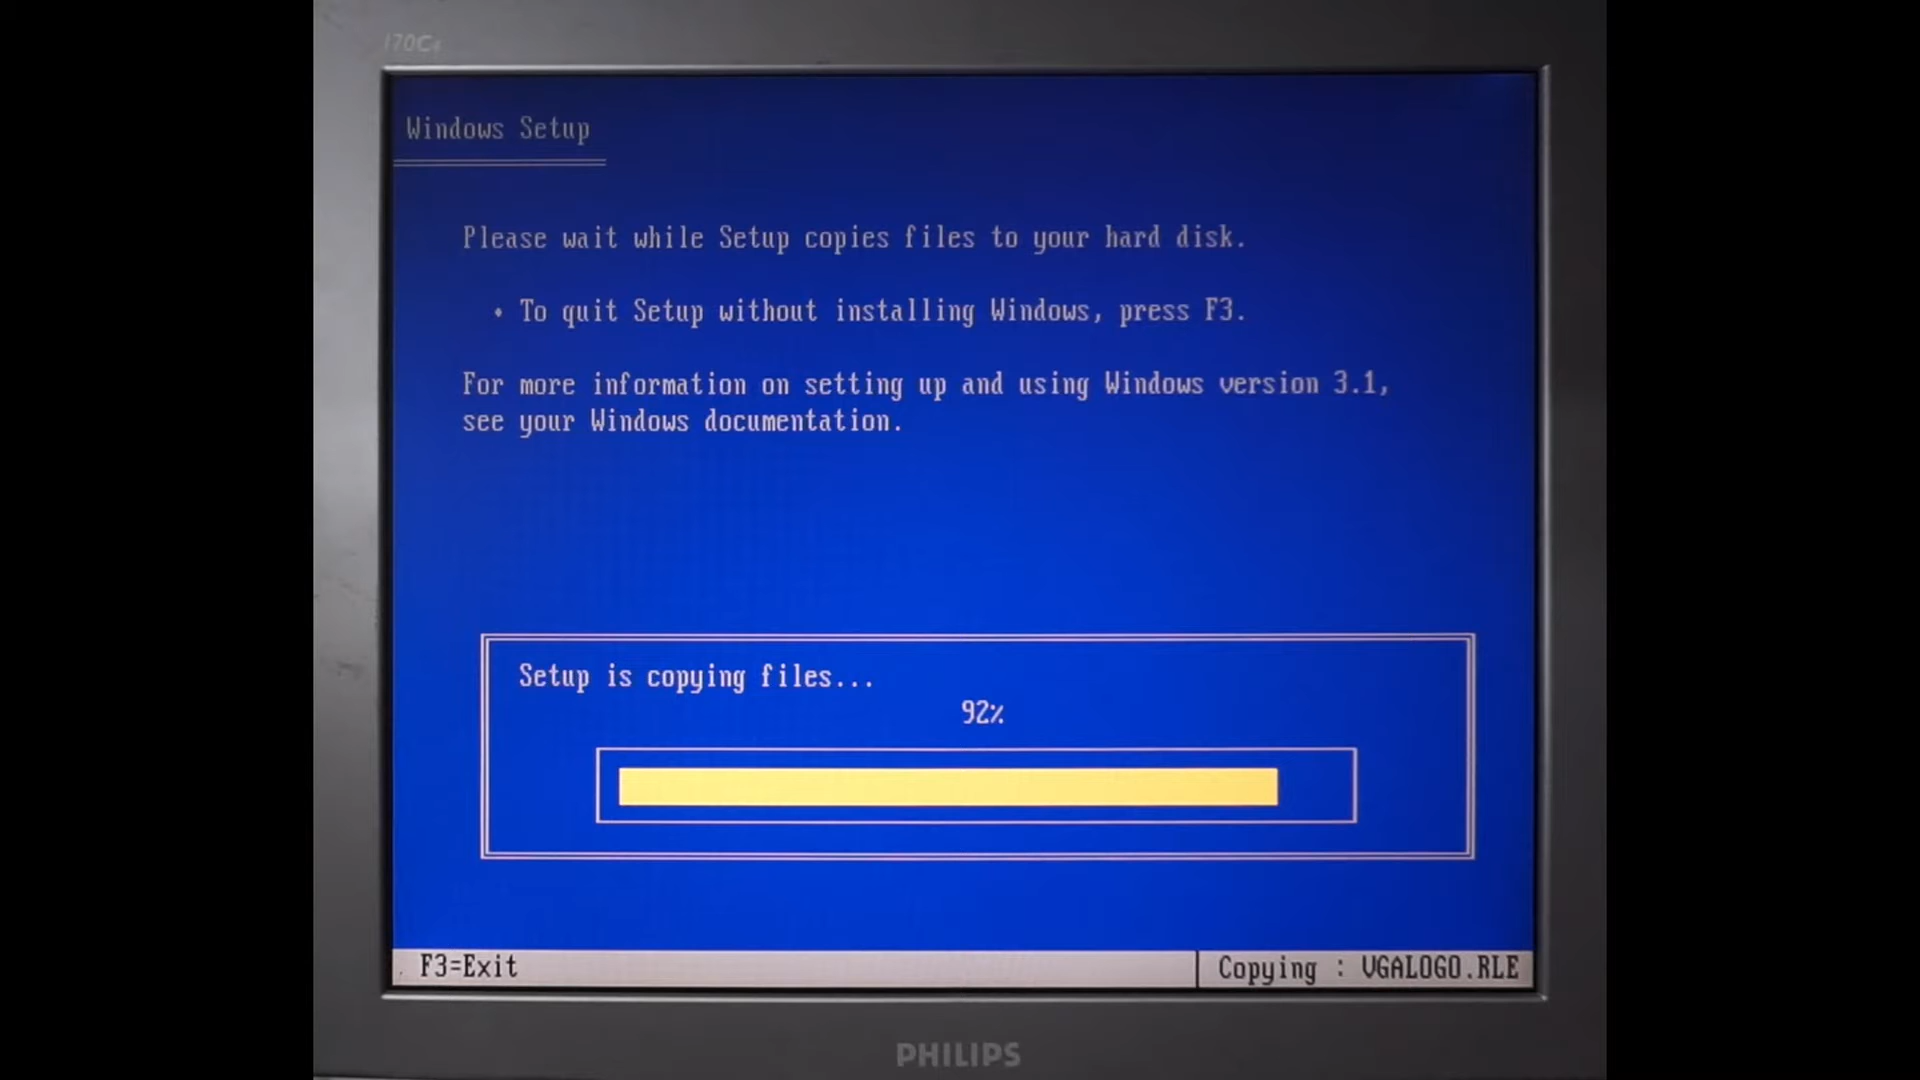 170C4
Windows Setup
Please wait while Setup copies files to your hard disk.
• To quit Setup without installing Windows, press F3.
For more information on setting up and using Windows version 3.1,
see your Windows documentation.
Setup is copying files...
92%
F3=Exit
Copying : VGALOGO.RLE
PHILIPS